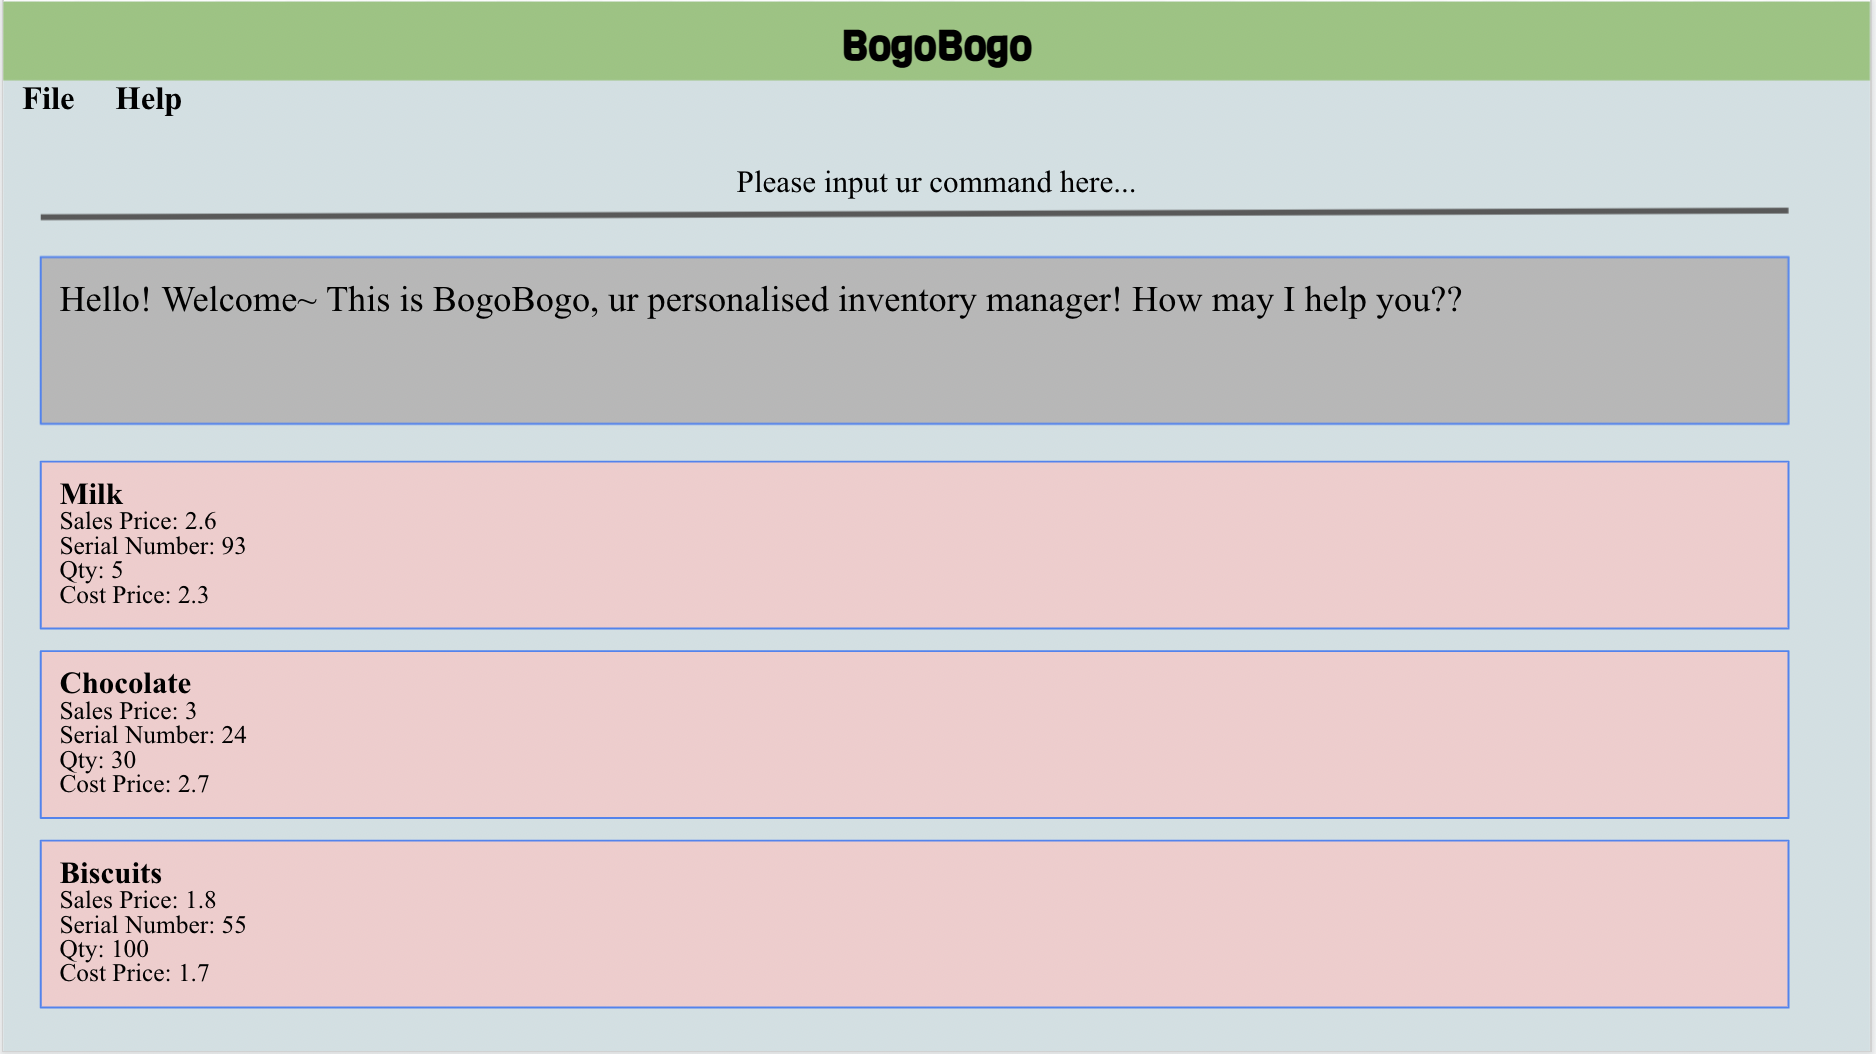 BogoBogo
File Help
Please input ur command here...
Hello! Welcome~ This is BogoBogo, ur personalised inventory manager! How may I help you??
Milk
Sales Price: 2.6
Serial Number: 93
Qty: 5
Cost Price: 2.3
Chocolate
Sales Price: 3
Serial Number: 24
Qty: 30
Cost Price: 2.7
Biscuits
Sales Price: 1.8
Serial Number: 55
Qty: 100
Cost Price: 1.7